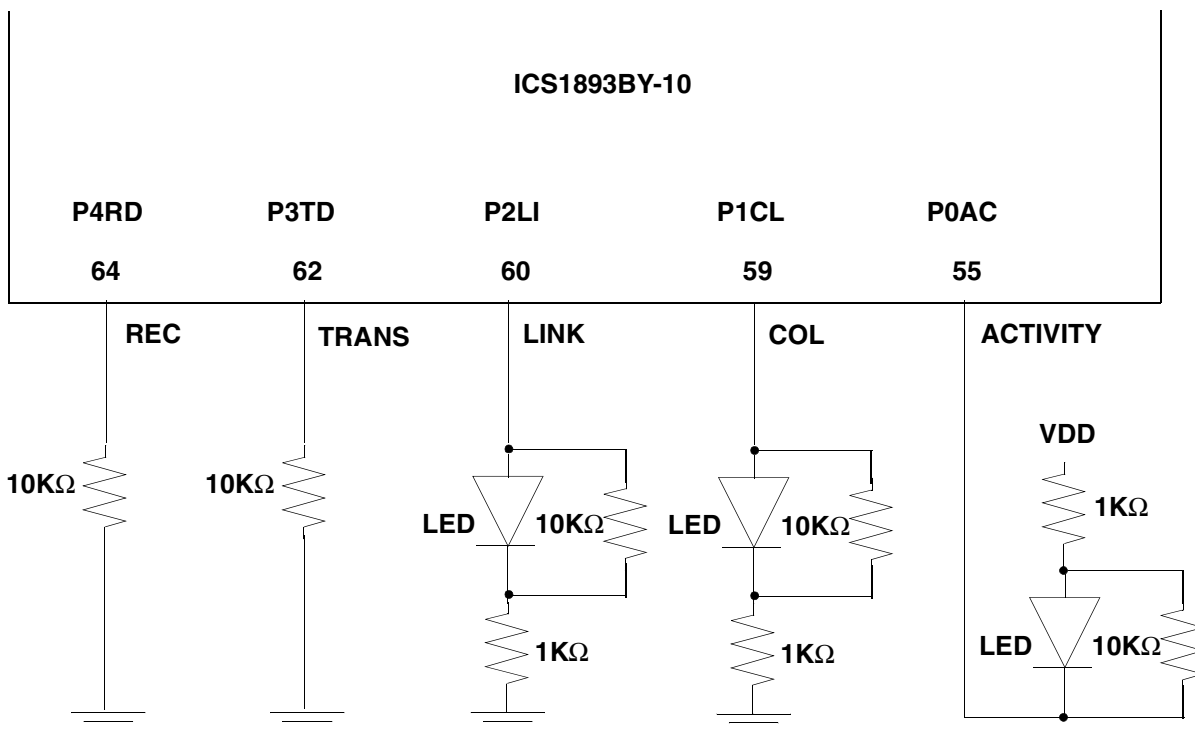 ICS1893BY-10
P4RD P3TD P2LI P1CL P0AC
64 62 60 59 55
REC TRANS LINK COL ACTIVITY
VDD
10KΩ 10KΩ LED 10KΩ LED 10KΩ 1KΩ
1KΩ 1KΩ LED 10KΩ